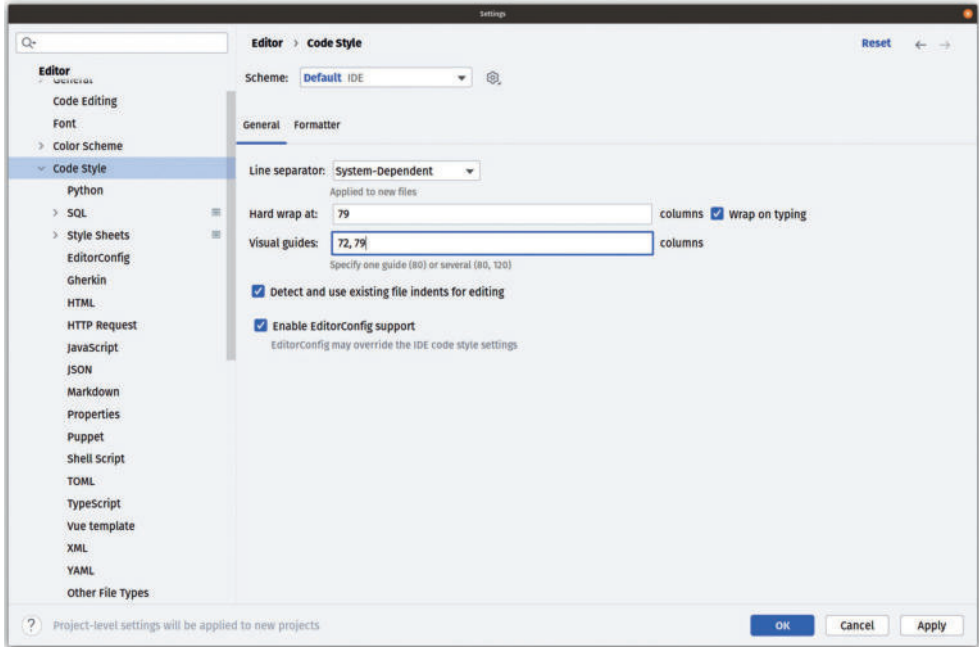 Settings
Editor
General
Code Editing
Font
Color Scheme
Code Style
Python
SQL
Style Sheets
EditorConfig
Gherkin
HTML
HTTP Request
JavaScript
JSON
Markdown
Properties
Puppet
Shell Script
TOML
TypeScript
Vue template
XML
YAML
Other File Types
Editor > Code Style
Reset
Scheme: Default IDE
General Formatter
Line separator: System-Dependent
Applied to new files
Hard wrap at: 79 columns Wrap on typing
Visual guides: 72, 79 columns
Specify one guide (80) or several (80, 120)
Detect and use existing file indents for editing
Enable EditorConfig support
EditorConfig may override the IDE code style settings
? Project-level settings will be applied to new projects
OK Cancel Apply